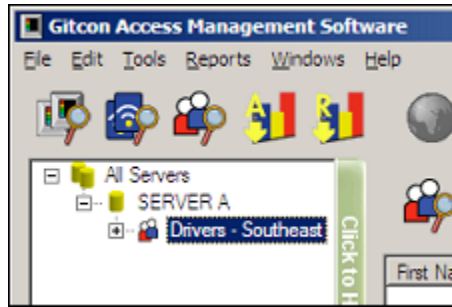 Gitcon Access Management Software
File Edit Tools Reports Windows Help
A R
All Servers
SERVER A
Drivers - Southeast
Click to H
First Na